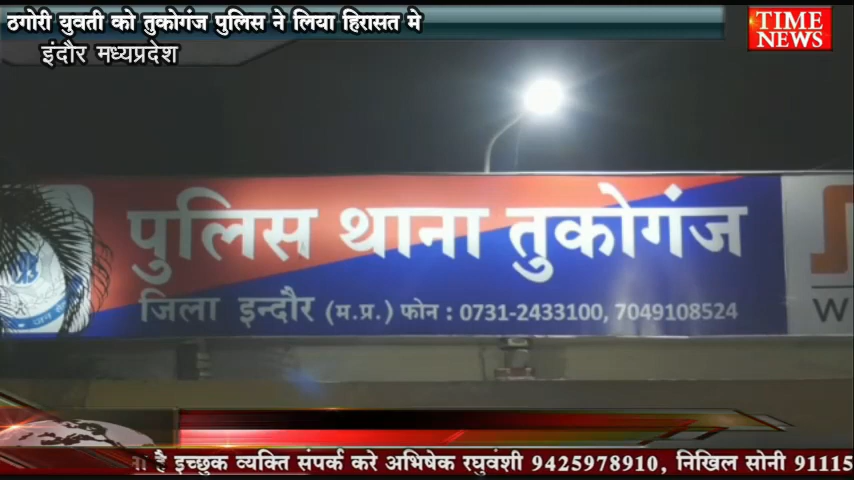 ठगोरी युवती को तुकोगंज पुलिस ने लिया हिरासत मे
इंदौर मध्यप्रदेश
TIME
NEWS
पुलिस थाना तुकोगंज
जिला इन्दौर (म.प्र.) फोन : 0731-2433100, 7049108524
है इच्छुक व्यक्ति संपर्क करे अभिषेक रघुवंशी 9425978910, निखिल सोनी 91115